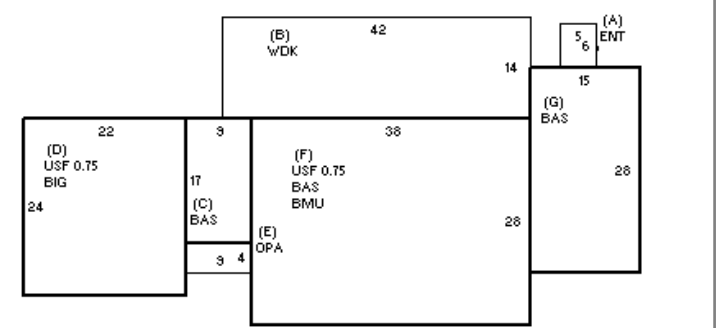 (A)
ENT
5
6
(B)
WDK
42
14
15
(G)
BAS
28
22
9
38
(D)
USF 0.75
BIG
24
17
(C)
BAS
(F)
USF 0.75
BAS
BMU
28
(E)
OPA
9 4